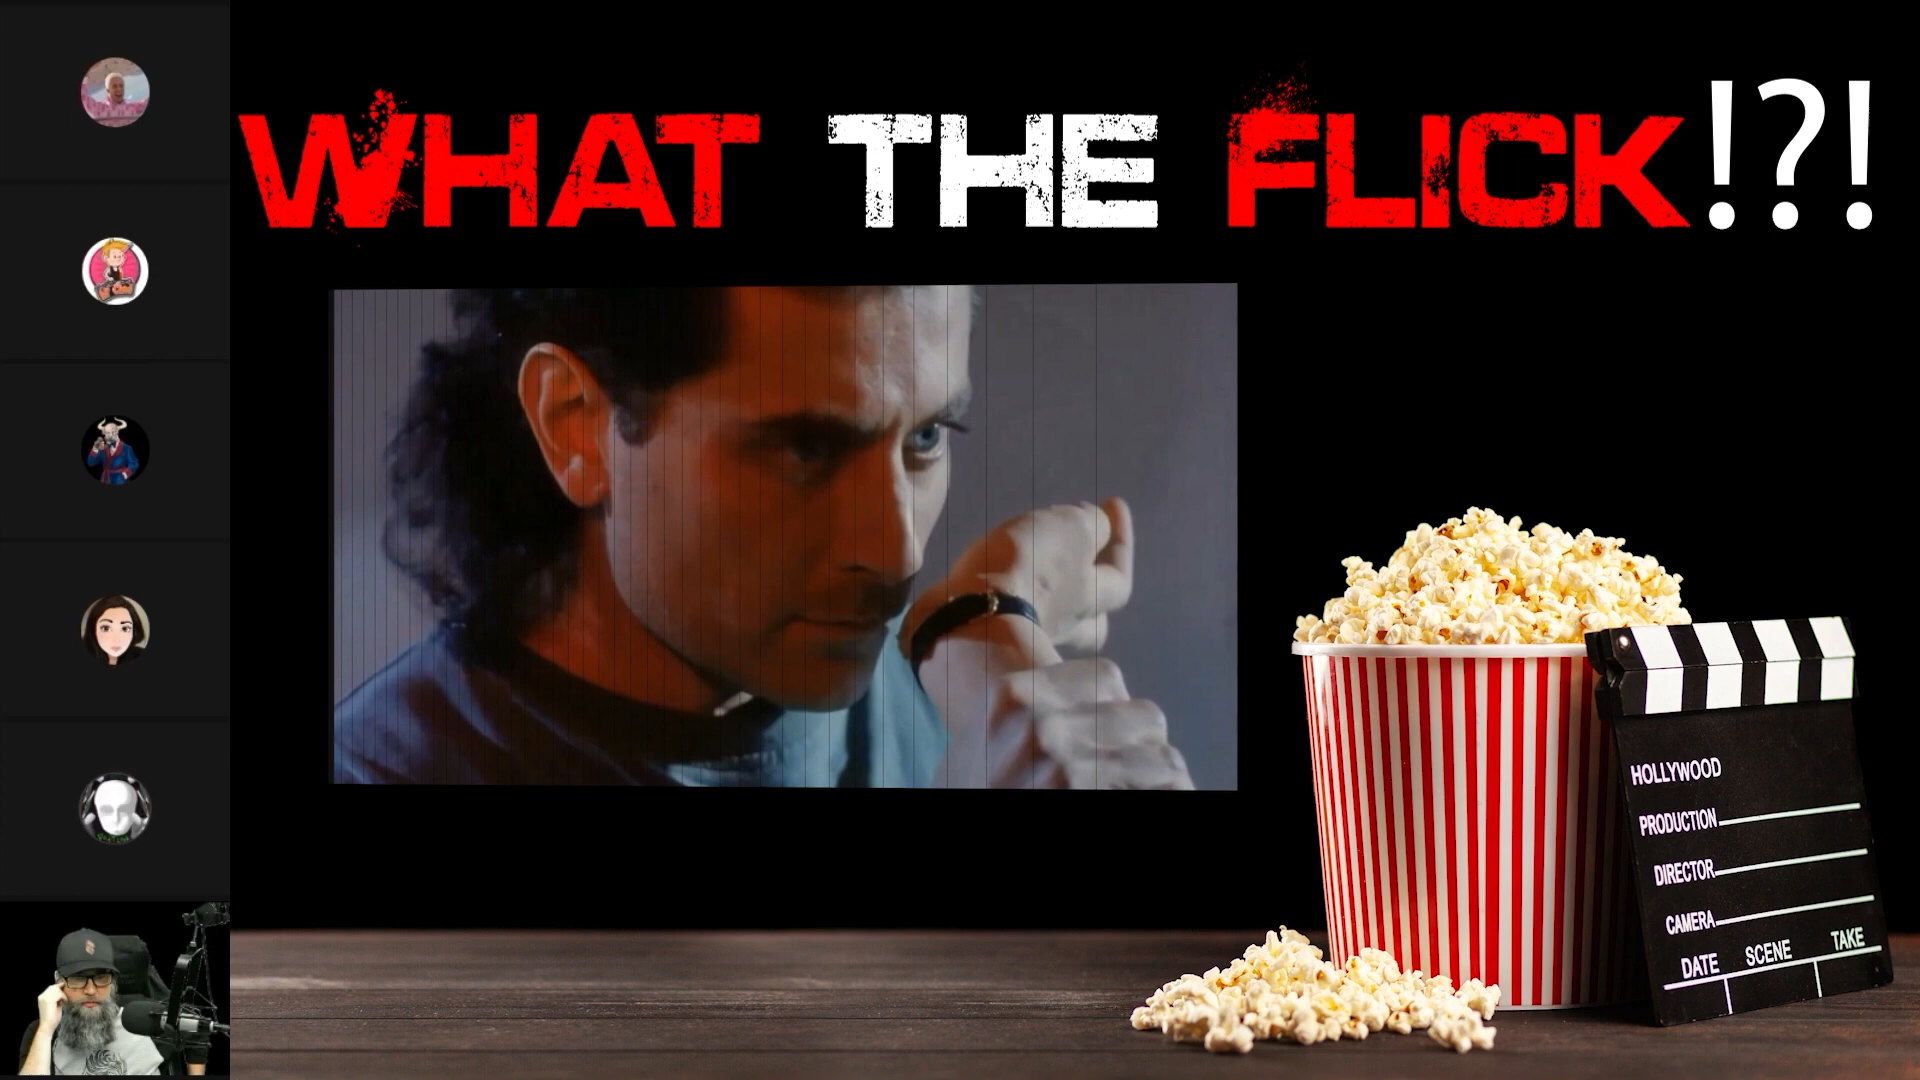 WHAT THE FLICK!?!
HOLLYWOOD
PRODUCTION
DIRECTOR
CAMERA
DATE SCENE TAKE